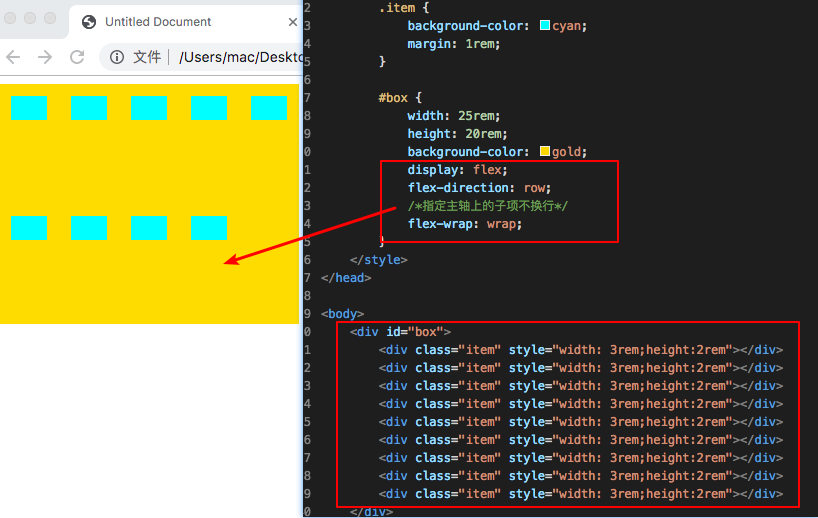 Untitled Document
文件 | /Users/mac/Deskto
2 .item {
3 background-color: cyan;
4 margin: 1rem;
5 }
6
7 #box {
8 width: 25rem;
9 height: 20rem;
0 background-color: gold;
1 display: flex;
2 flex-direction: row;
3 /*指定主轴上的子项不换行*/
4 flex-wrap: wrap;
5 }
6 </style>
7 </head>
8
9 <body>
0 <div id="box">
1 <div class="item" style="width: 3rem;height:2rem"></div>
2 <div class="item" style="width: 3rem;height:2rem"></div>
3 <div class="item" style="width: 3rem;height:2rem"></div>
4 <div class="item" style="width: 3rem;height:2rem"></div>
5 <div class="item" style="width: 3rem;height:2rem"></div>
6 <div class="item" style="width: 3rem;height:2rem"></div>
7 <div class="item" style="width: 3rem;height:2rem"></div>
8 <div class="item" style="width: 3rem;height:2rem"></div>
9 <div class="item" style="width: 3rem;height:2rem"></div>
0 </div>